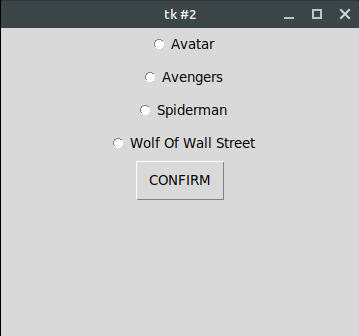 tk #2
Avatar
Avengers
Spiderman
Wolf Of Wall Street
CONFIRM